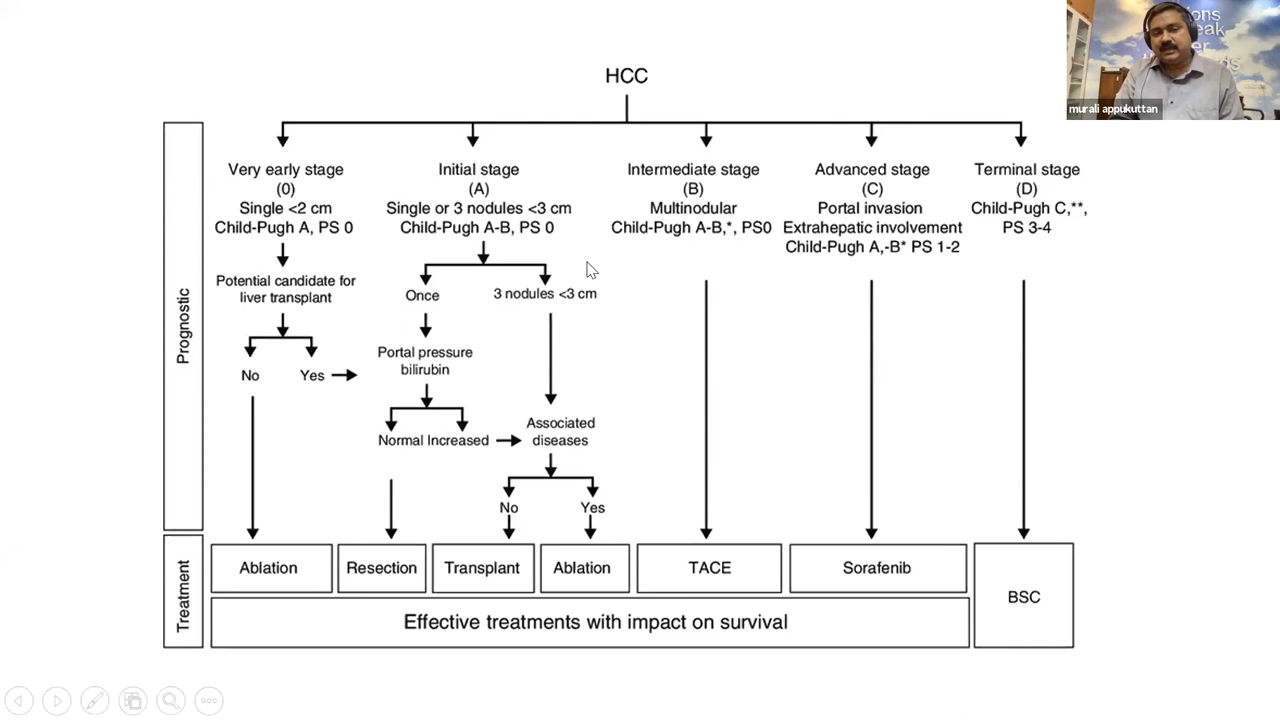 HCC
Very early stage
(0)
Single <2 cm
Child-Pugh A, PS 0
Initial stage
(A)
Single or 3 nodules <3 cm
Child-Pugh A-B, PS 0
Intermediate stage
(B)
Multinodular
Child-Pugh A-B,*, PS0
Advanced stage
(C)
Portal invasion
Extrahepatic involvement
Child-Pugh A,-B* PS 1-2
Terminal stage
(D)
Child-Pugh C,**,
PS 3-4
Potential candidate for
liver transplant
No
Yes
Once
3 nodules <3 cm
Portal pressure
bilirubin
Normal
Increased
Associated
diseases
No
Yes
Prognostic
Treatment
Ablation
Resection
Transplant
Ablation
TACE
Sorafenib
BSC
Effective treatments with impact on survival
murali appukuttan